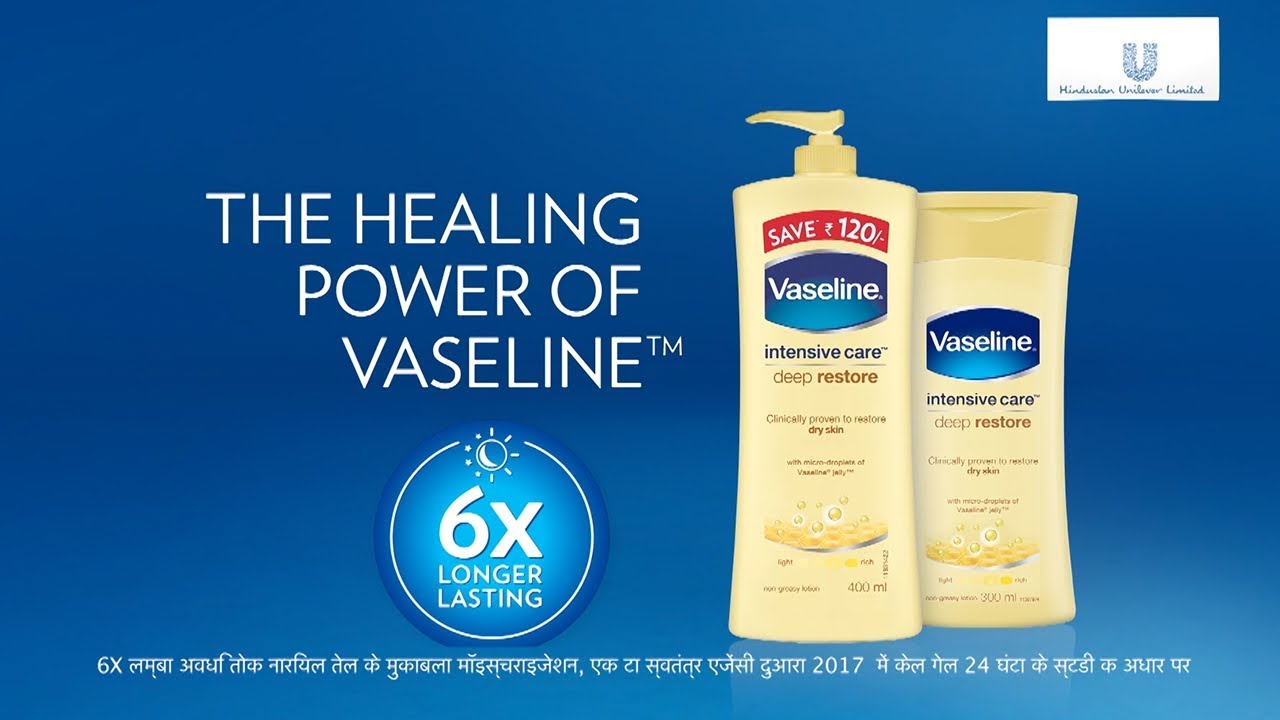 Hindustan Unilever Limited
THE HEALING
POWER OF
VASELINE™
6X
LONGER
LASTING
SAVE* ₹ 120/-
Vaseline®
intensive care™
deep restore
Clinically proven to restore
dry skin
with micro-droplets of
Vaseline® jelly™
light rich
non-greasy lotion 400 ml
Vaseline®
intensive care™
deep restore
Clinically proven to restore
dry skin
with micro-droplets of
Vaseline® jelly™
light rich
non-greasy lotion 300 ml
6X लम्बा अवधि तोक नारयिल तेल के मुकाबला मॉइस्चराइजेशन, एक टा स्वतंत्र एजेंसी दुआरा 2017 में केल गेल 24 घंटा के स्टडी क अधार पर